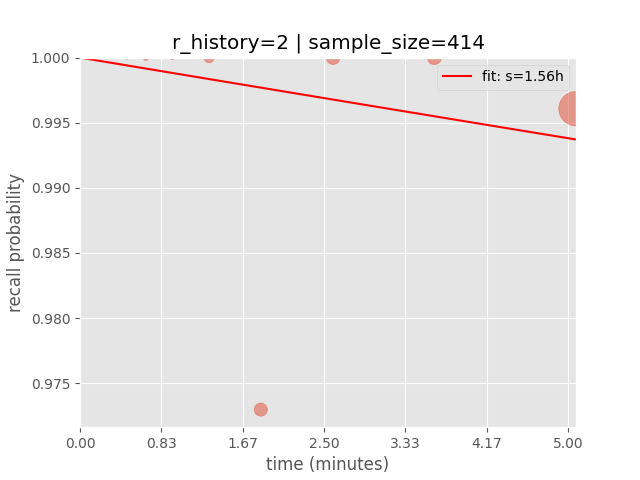 r_history=2 | sample_size=414
1.000
0.995
0.990
0.985
0.980
0.975
recall probability
fit: s=1.56h
0.00 0.83 1.67 2.50 3.33 4.17 5.00
time (minutes)